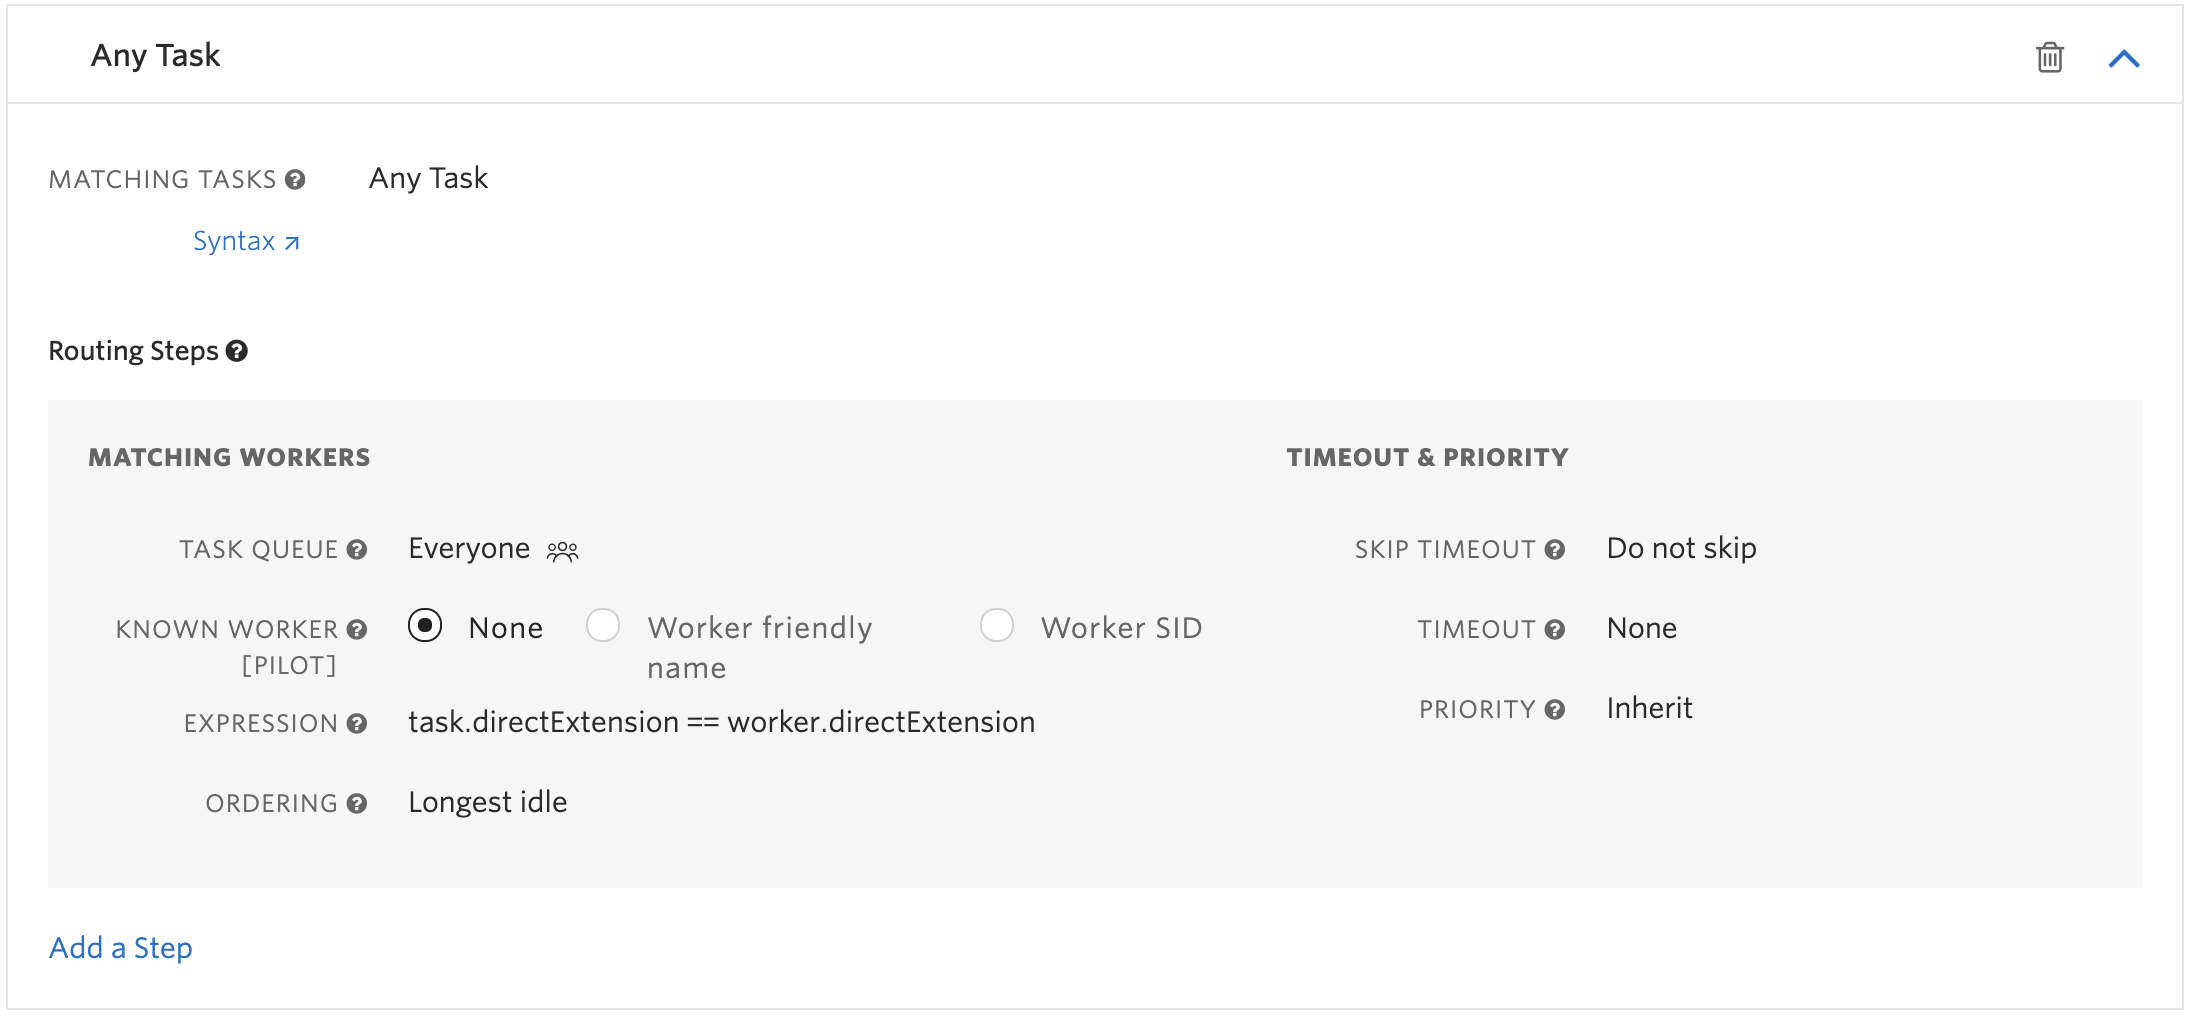 Any Task
MATCHING TASKS Any Task
Syntax
Routing Steps
MATCHING WORKERS
TASK QUEUE Everyone
KNOWN WORKER None Worker friendly name Worker SID
[PILOT]
EXPRESSION task.directExtension == worker.directExtension
ORDERING Longest idle
TIMEOUT & PRIORITY
SKIP TIMEOUT Do not skip
TIMEOUT None
PRIORITY Inherit
Add a Step